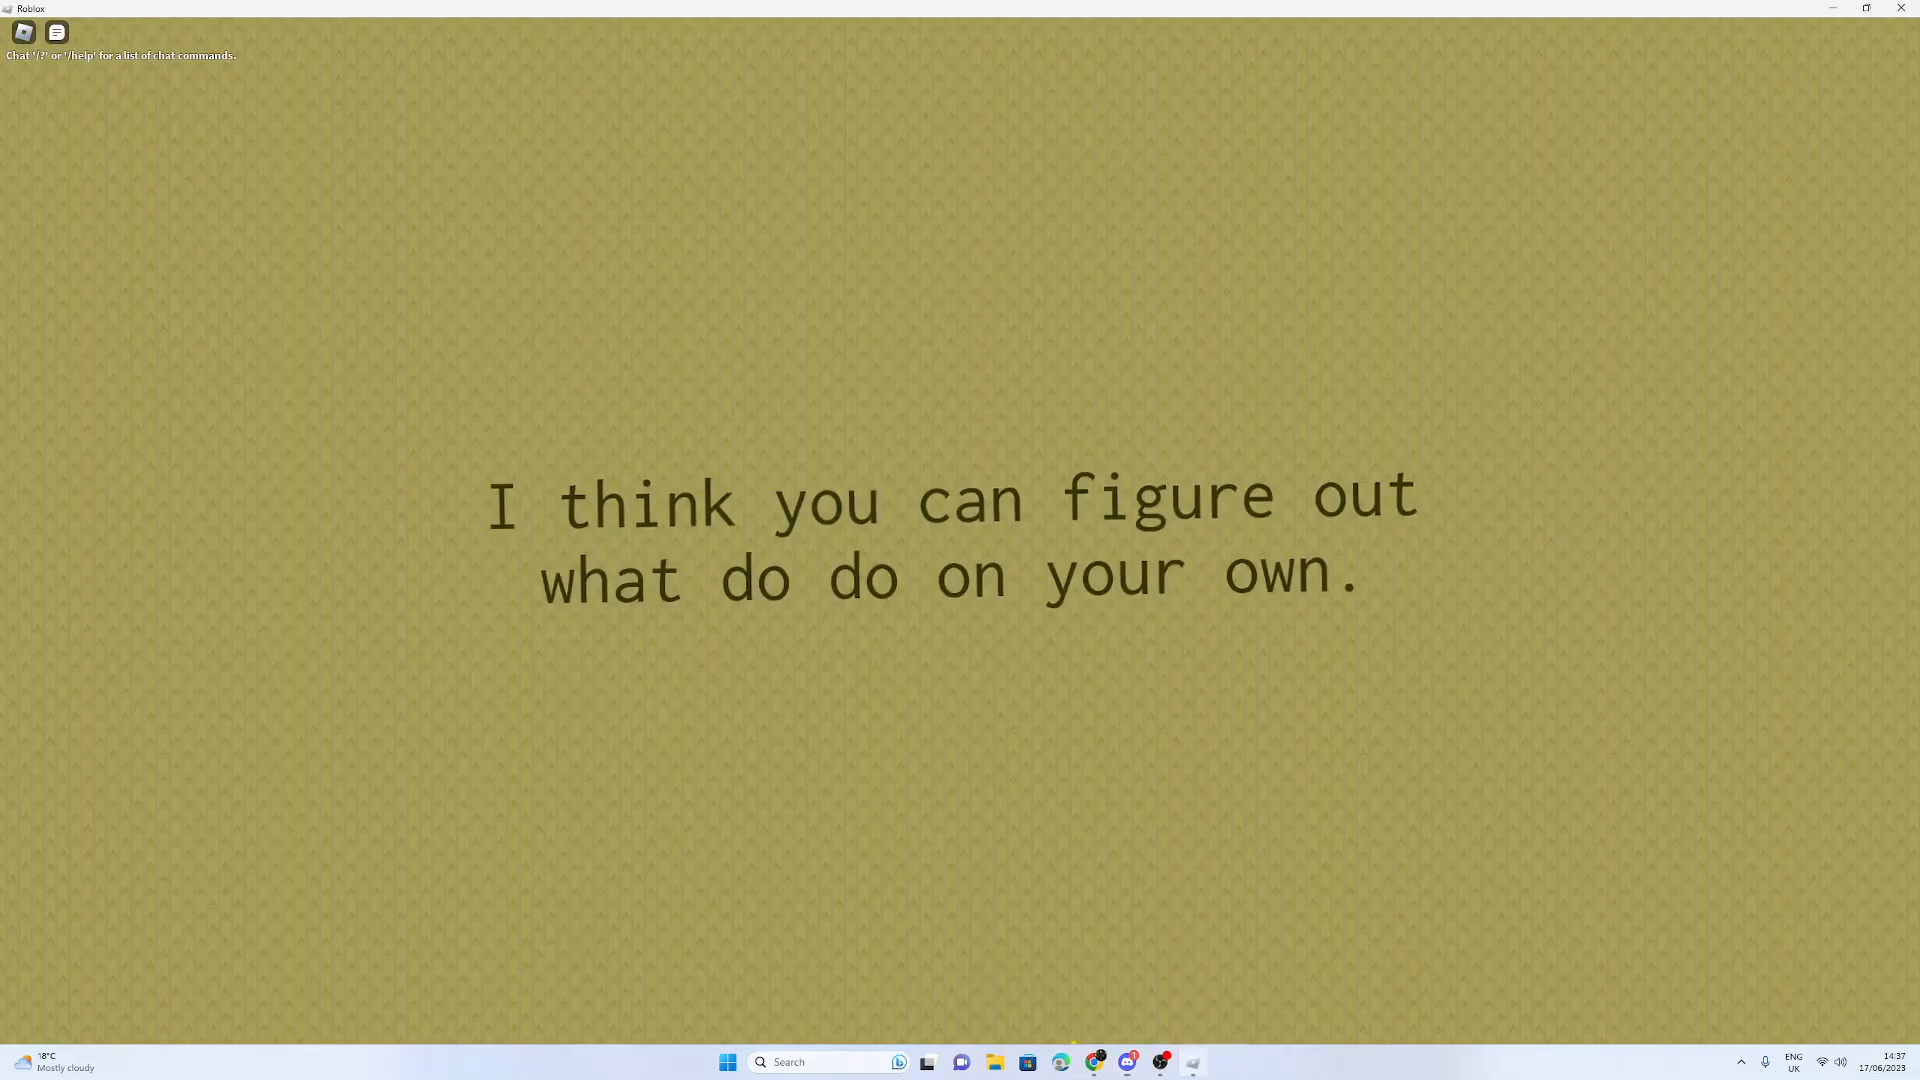 Roblox
Chat '/?' or '/help' for a list of chat commands.
I think you can figure out
what do do on your own.
18°C
Mostly cloudy
Search
1
ENG
UK
14:37
17/06/2023